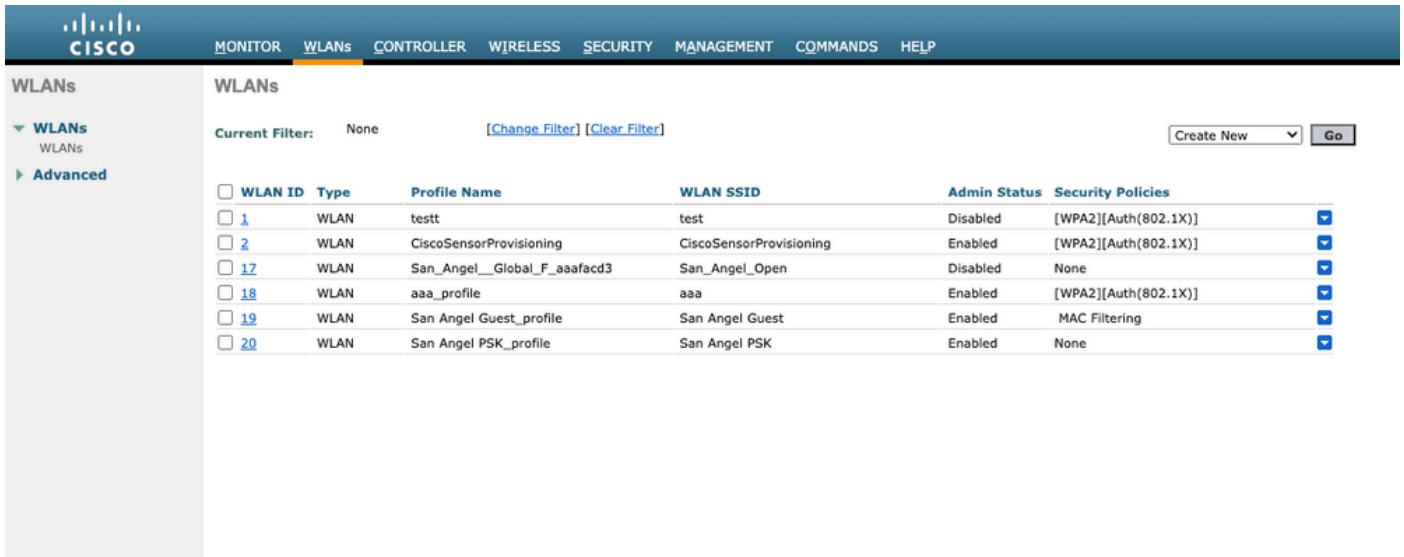 CISCO
MONITOR WLANs CONTROLLER WIRELESS SECURITY MANAGEMENT COMMANDS HELP
WLANs
WLANs
WLANs
Advanced
WLANs
Current Filter: None [Change Filter] [Clear Filter]
Create New Go
WLAN ID Type Profile Name WLAN SSID Admin Status Security Policies
1 WLAN testt test Disabled [WPA2][Auth(802.1X)]
2 WLAN CiscoSensorProvisioning CiscoSensorProvisioning Enabled [WPA2][Auth(802.1X)]
17 WLAN San_Angel__Global_F_aaafacd3 San_Angel_Open Disabled None
18 WLAN aaa_profile aaa Enabled [WPA2][Auth(802.1X)]
19 WLAN San Angel Guest_profile San Angel Guest Enabled MAC Filtering
20 WLAN San Angel PSK_profile San Angel PSK Enabled None